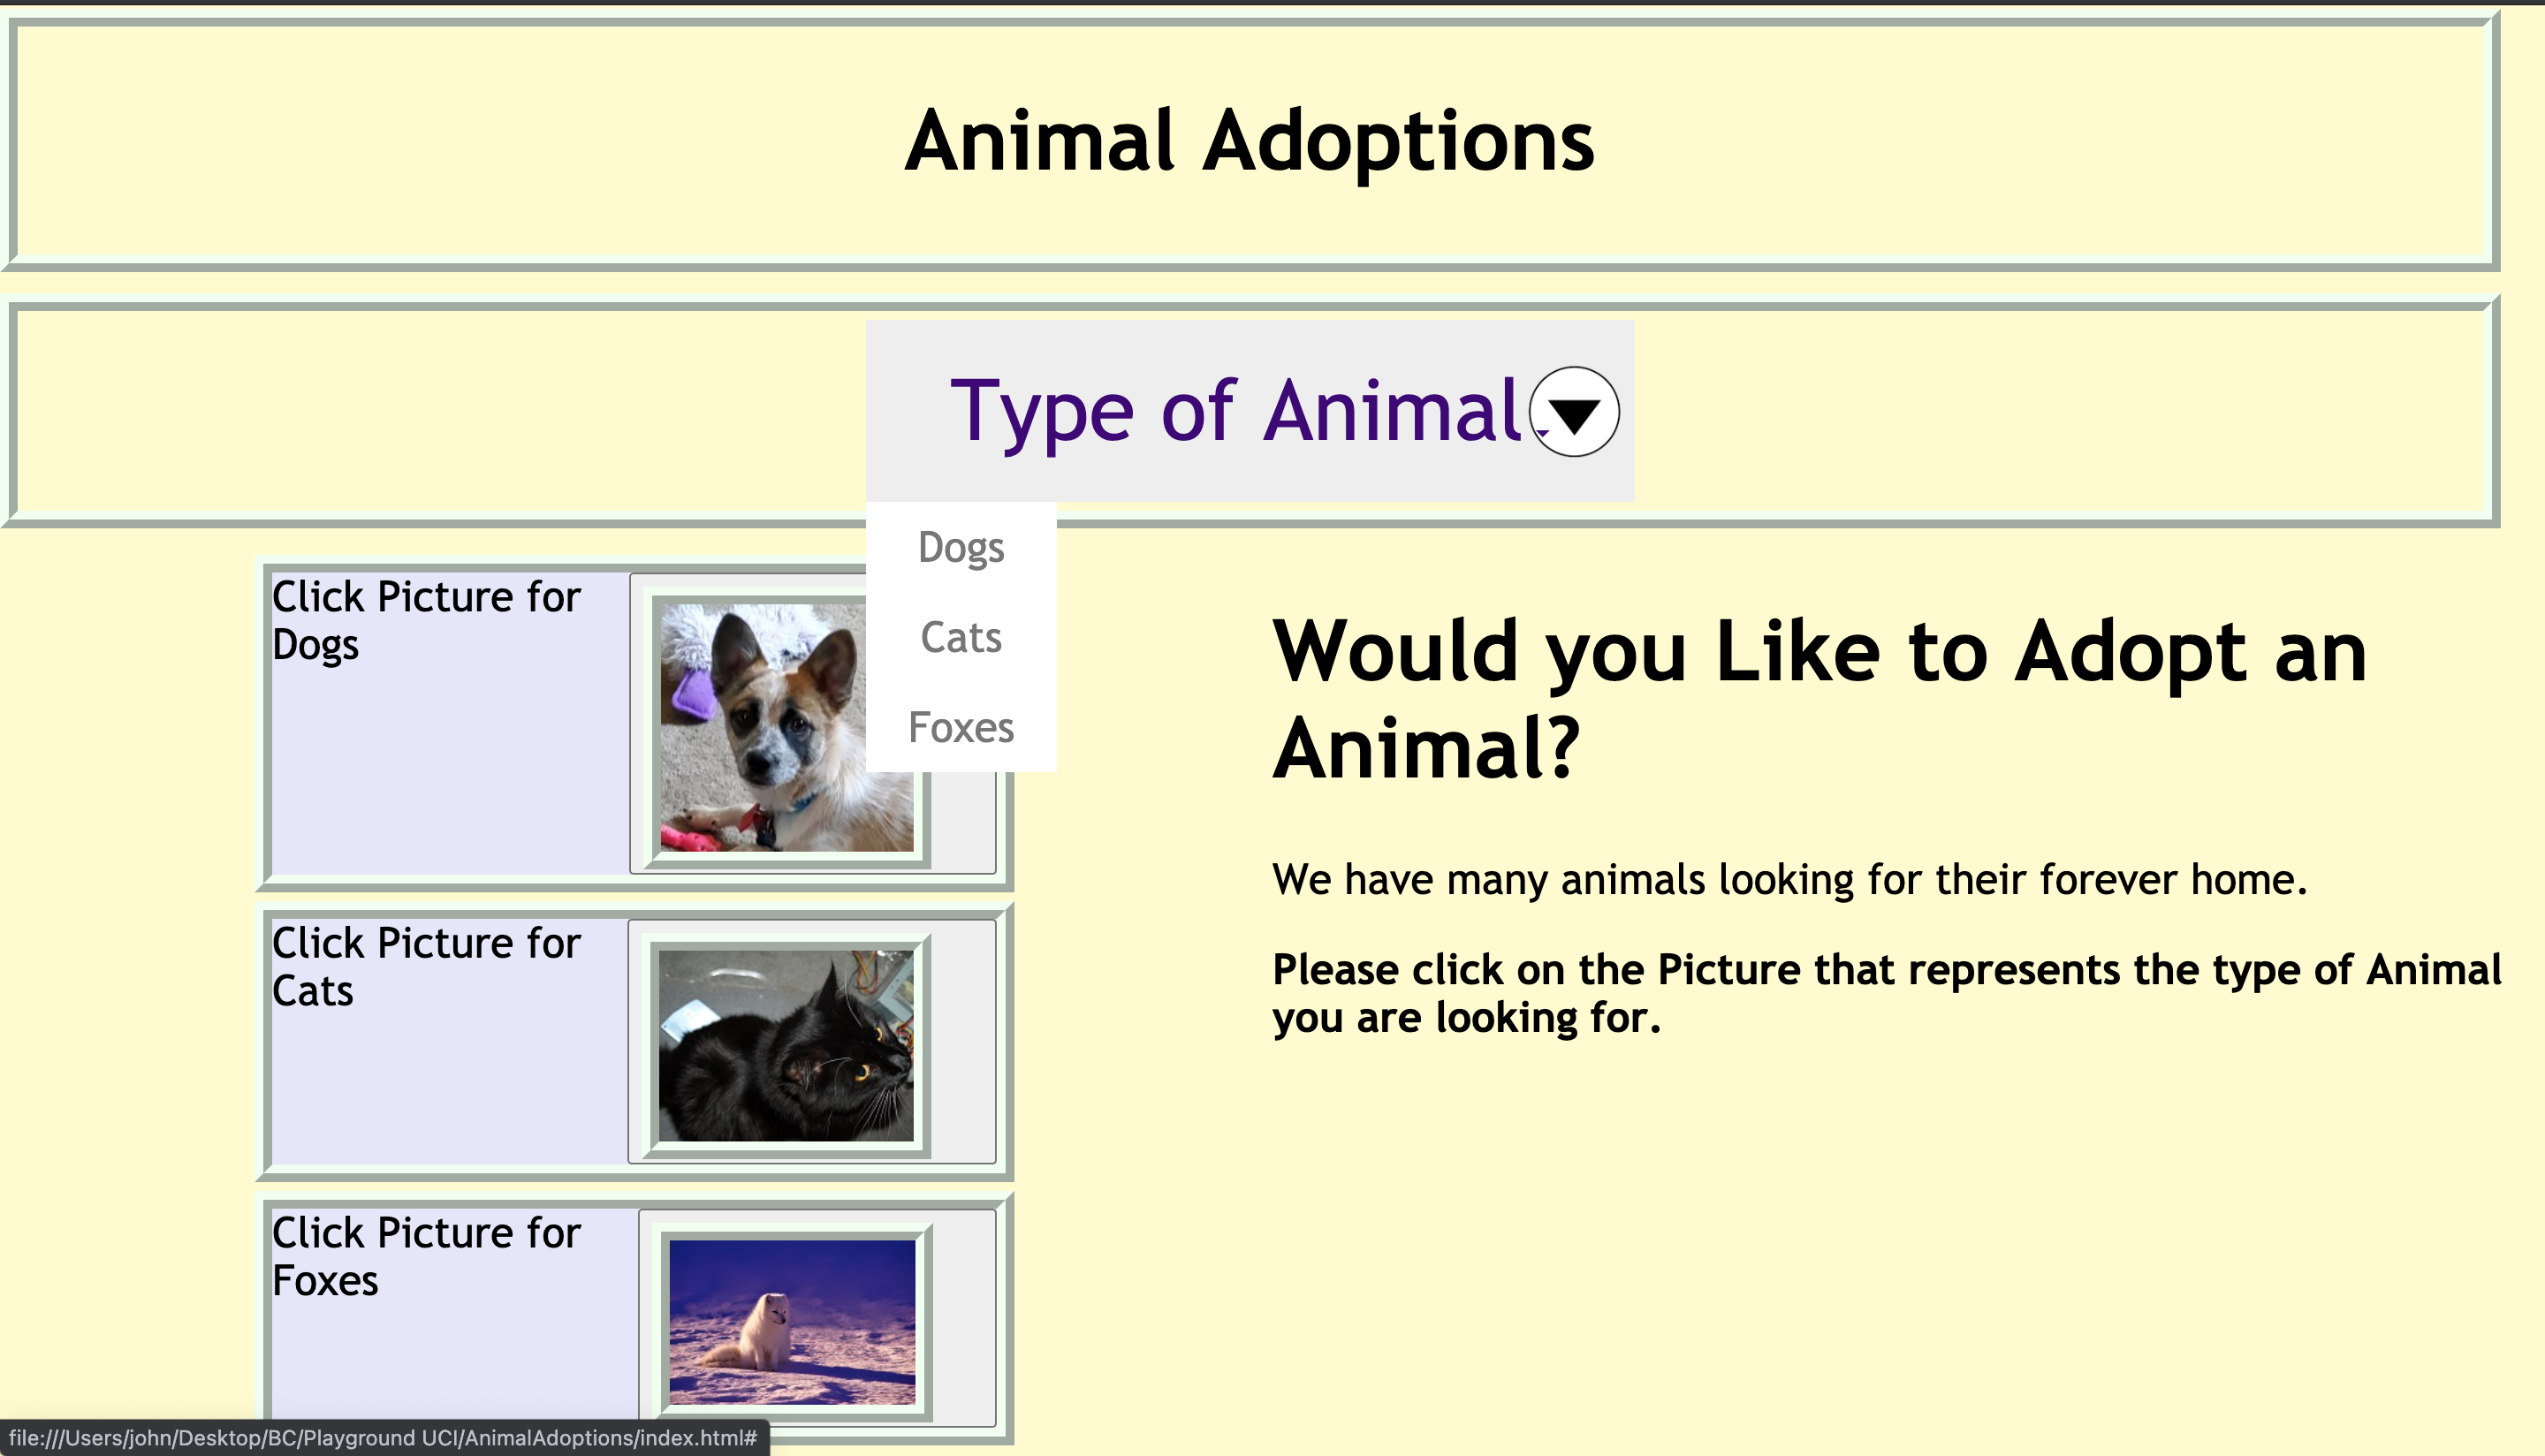 Animal Adoptions
Type of Animal
Dogs
Cats
Foxes
Click Picture for
Dogs
Click Picture for
Cats
Click Picture for
Foxes
Would you Like to Adopt an
Animal?
We have many animals looking for their forever home.
Please click on the Picture that represents the type of Animal
you are looking for.
file:///Users/john/Desktop/BC/Playground UCI/AnimalAdoptions/index.html#